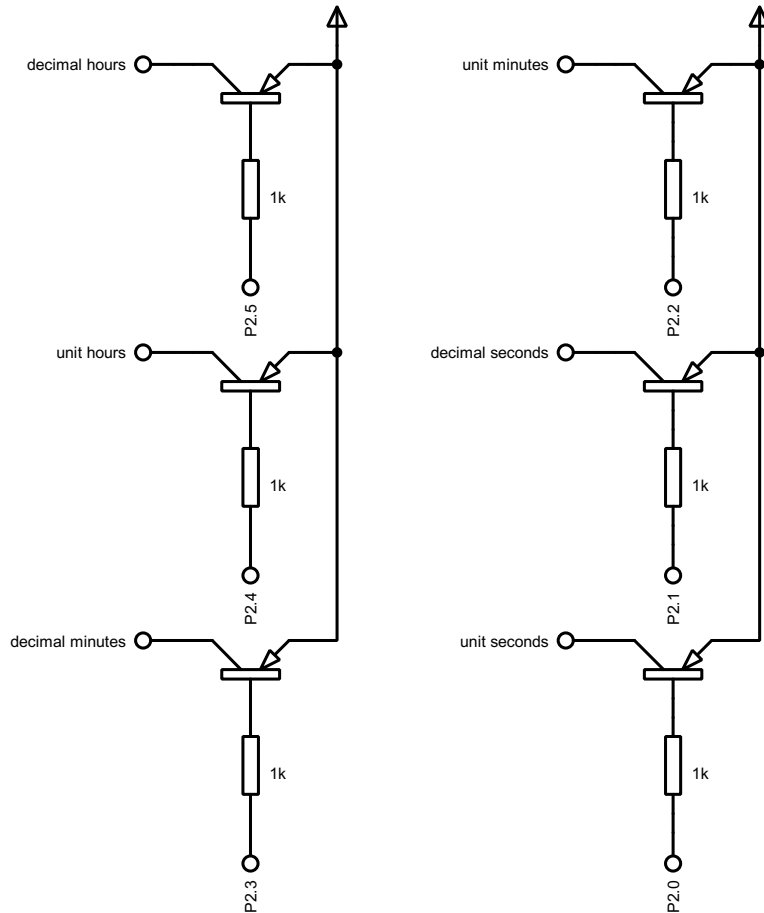 decimal hours
1k
P2.5
unit hours
1k
P2.4
decimal minutes
1k
P2.3
unit minutes
1k
P2.2
decimal seconds
1k
P2.1
unit seconds
1k
P2.0